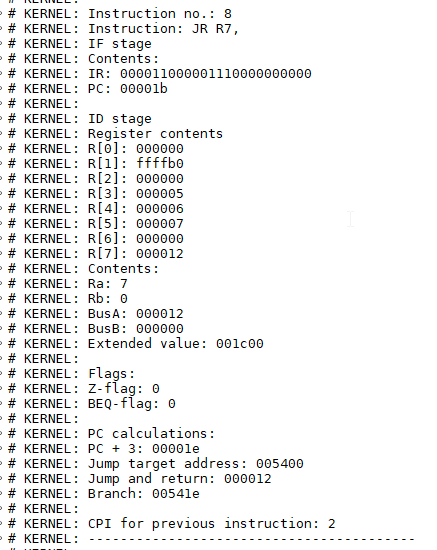 # KERNEL: Instruction no.: 8
# KERNEL: Instruction: JR R7,
# KERNEL: IF stage
# KERNEL: Contents:
# KERNEL: IR: 000011000001110000000000
# KERNEL: PC: 00001b
# KERNEL:
# KERNEL: ID stage
# KERNEL: Register contents
# KERNEL: R[0]: 000000
# KERNEL: R[1]: ffffb0
# KERNEL: R[2]: 000000
# KERNEL: R[3]: 000005
# KERNEL: R[4]: 000006
# KERNEL: R[5]: 000007
# KERNEL: R[6]: 000000
# KERNEL: R[7]: 000012
# KERNEL: Contents:
# KERNEL: Ra: 7
# KERNEL: Rb: 0
# KERNEL: BusA: 000012
# KERNEL: BusB: 000000
# KERNEL: Extended value: 001c00
# KERNEL:
# KERNEL: Flags:
# KERNEL: Z-flag: 0
# KERNEL: BEQ-flag: 0
# KERNEL:
# KERNEL: PC calculations:
# KERNEL: PC + 3: 00001e
# KERNEL: Jump target address: 005400
# KERNEL: Jump and return: 000012
# KERNEL: Branch: 00541e
# KERNEL:
# KERNEL: CPI for previous instruction: 2
# KERNEL: -----------------------------------------